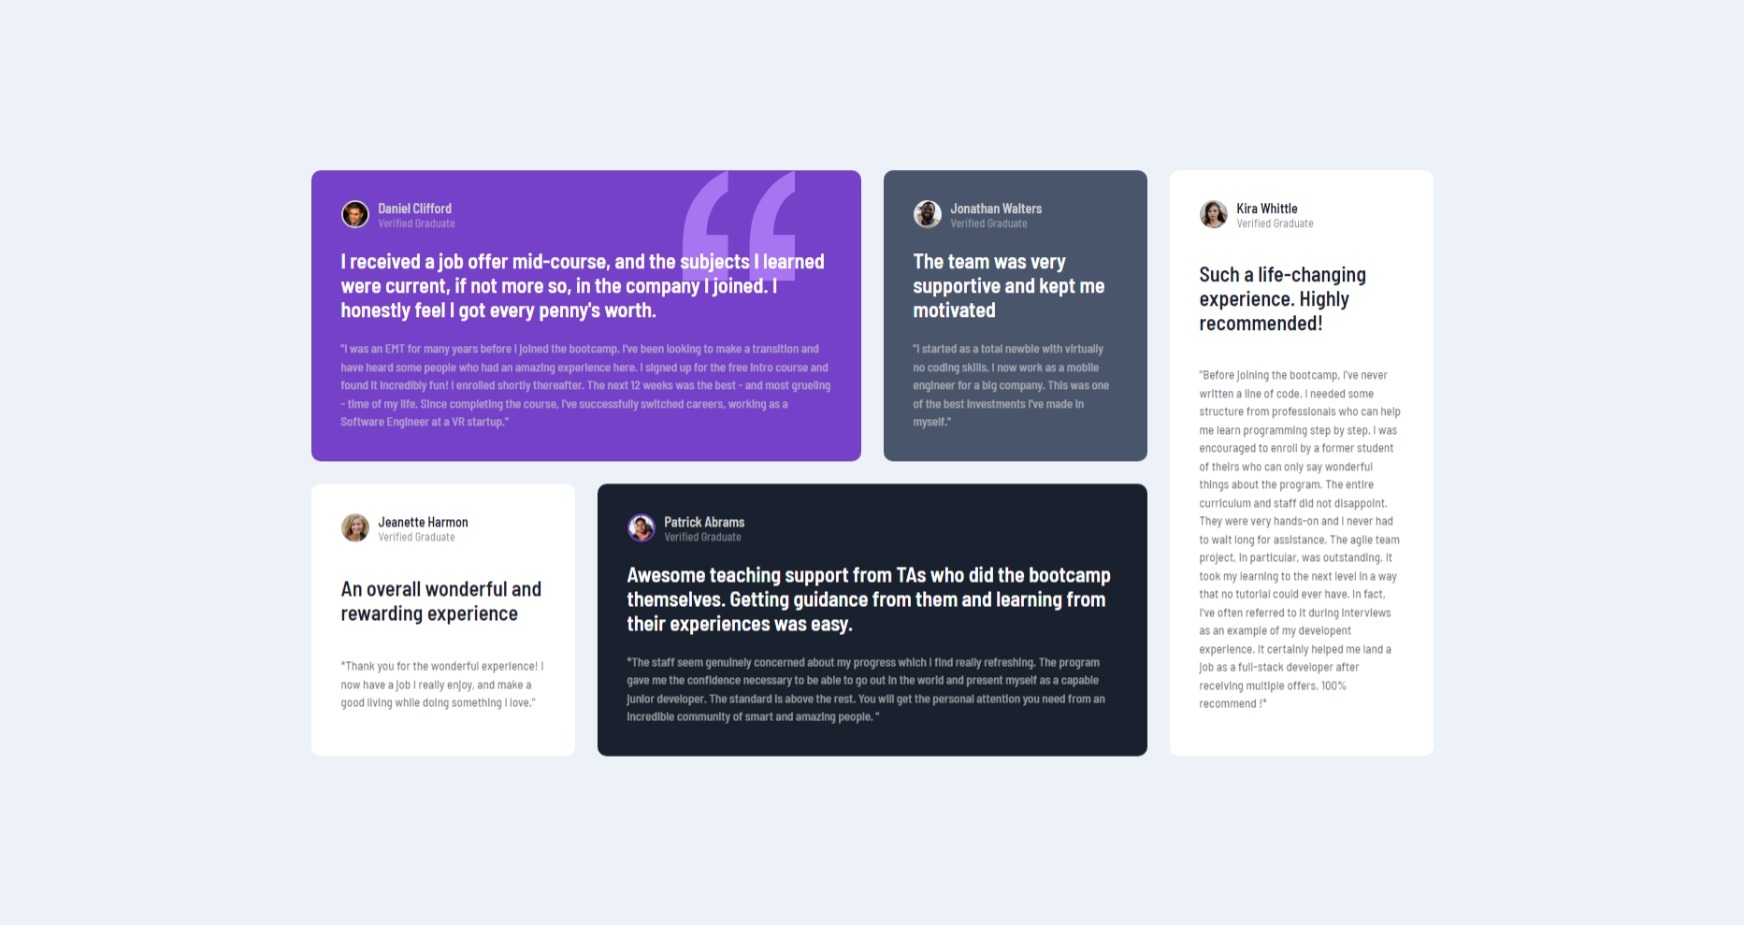 Daniel Clifford
Verified Graduate
I received a job offer mid-course, and the subjects I learned
were current, if not more so, in the company I joined. I
honestly feel I got every penny's worth.
"I was an EMT for many years before I joined the bootcamp. I've been looking to make a transition and
have heard some people who had an amazing experience here. I signed up for the free intro course and
found it incredibly fun! I enrolled shortly thereafter. The next 12 weeks was the best - and most grueling
- time of my life. Since completing the course, I've successfully switched careers, working as a
Software Engineer at a VR startup."
Jonathan Walters
Verified Graduate
The team was very
supportive and kept me
motivated
"I started as a total newbie with virtually
no coding skills. I now work as a mobile
engineer for a big company. This was one
of the best investments I've made in
myself."
Kira Whittle
Verified Graduate
Such a life-changing
experience. Highly
recommended!
"Before joining the bootcamp, I've never
written a line of code. I needed some
structure from professionals who can help
me learn programming step by step. I was
encouraged to enroll by a former student
of theirs who can only say wonderful
things about the program. The entire
curriculum and staff did not disappoint.
They were very hands-on and I never had
to wait long for assistance. The agile team
project, in particular, was outstanding. It
took my learning to the next level in a way
that no tutorial could ever have. In fact,
I've often referred to it during interviews
as an example of my developent
experience. It certainly helped me land a
job as a full-stack developer after
receiving multiple offers. 100%
recommend !"
Jeanette Harmon
Verified Graduate
An overall wonderful and
rewarding experience
"Thank you for the wonderful experience! I
now have a job I really enjoy, and make a
good living while doing something I love."
Patrick Abrams
Verified Graduate
Awesome teaching support from TAs who did the bootcamp
themselves. Getting guidance from them and learning from
their experiences was easy.
"The staff seem genuinely concerned about my progress which I find really refreshing. The program
gave me the confidence necessary to be able to go out in the world and present myself as a capable
junior developer. The standard is above the rest. You will get the personal attention you need from an
incredible community of smart and amazing people. "